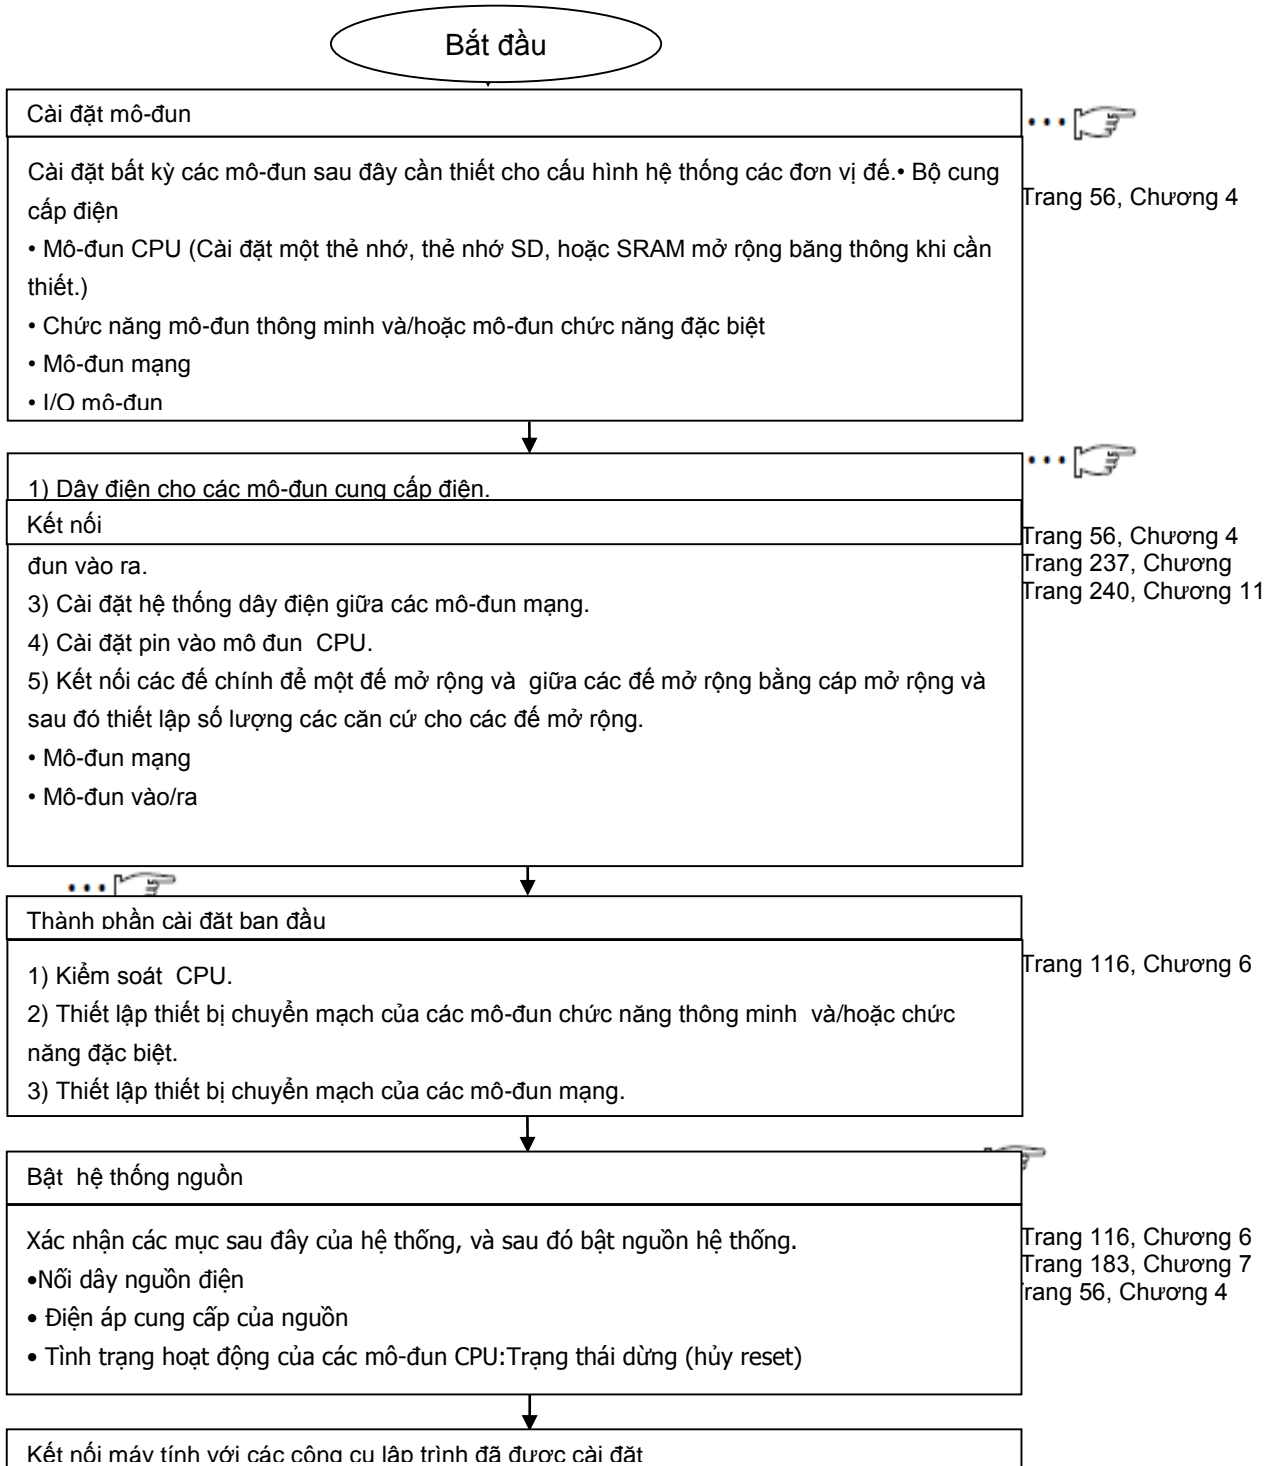 Bắt đầu
Cài đặt mô-đun
Cài đặt bất kỳ các mô-đun sau đây cần thiết cho cấu hình hệ thống các đơn vị đế.• Bộ cung
cấp điện
• Mô-đun CPU (Cài đặt một thẻ nhớ, thẻ nhớ SD, hoặc SRAM mở rộng băng thông khi cần
thiết.)
• Chức năng mô-đun thông minh và/hoặc mô-đun chức năng đặc biệt
• Mô-đun mạng
• I/O mô-đun
Trang 56, Chương 4
1) Dây điện cho các mô-đun cung cấp điện.
Kết nối
đun vào ra.
3) Cài đặt hệ thống dây điện giữa các mô-đun mạng.
4) Cài đặt pin vào mô đun  CPU.
5) Kết nối các đế chính để một đế mở rộng và  giữa các đế mở rộng bằng cáp mở rộng và
sau đó thiết lập số lượng các căn cứ cho các đế mở rộng.
• Mô-đun mạng
• Mô-đun vào/ra
Trang 56, Chương 4
Trang 237, Chương
Trang 240, Chương 11
Thành phần cài đặt ban đầu
1) Kiểm soát  CPU.
2) Thiết lập thiết bị chuyển mạch của các mô-đun chức năng thông minh  và/hoặc chức
năng đặc biệt.
3) Thiết lập thiết bị chuyển mạch của các mô-đun mạng.
Trang 116, Chương 6
Bật  hệ thống nguồn
Xác nhận các mục sau đây của hệ thống, và sau đó bật nguồn hệ thống.
•Nối dây nguồn điện
• Điện áp cung cấp của nguồn
• Tình trạng hoạt động của các mô-đun CPU:Trạng thái dừng (hủy reset)
Trang 116, Chương 6
Trang 183, Chương 7
Trang 56, Chương 4
Kết nối máy tính với các công cụ lập trình đã được cài đặt